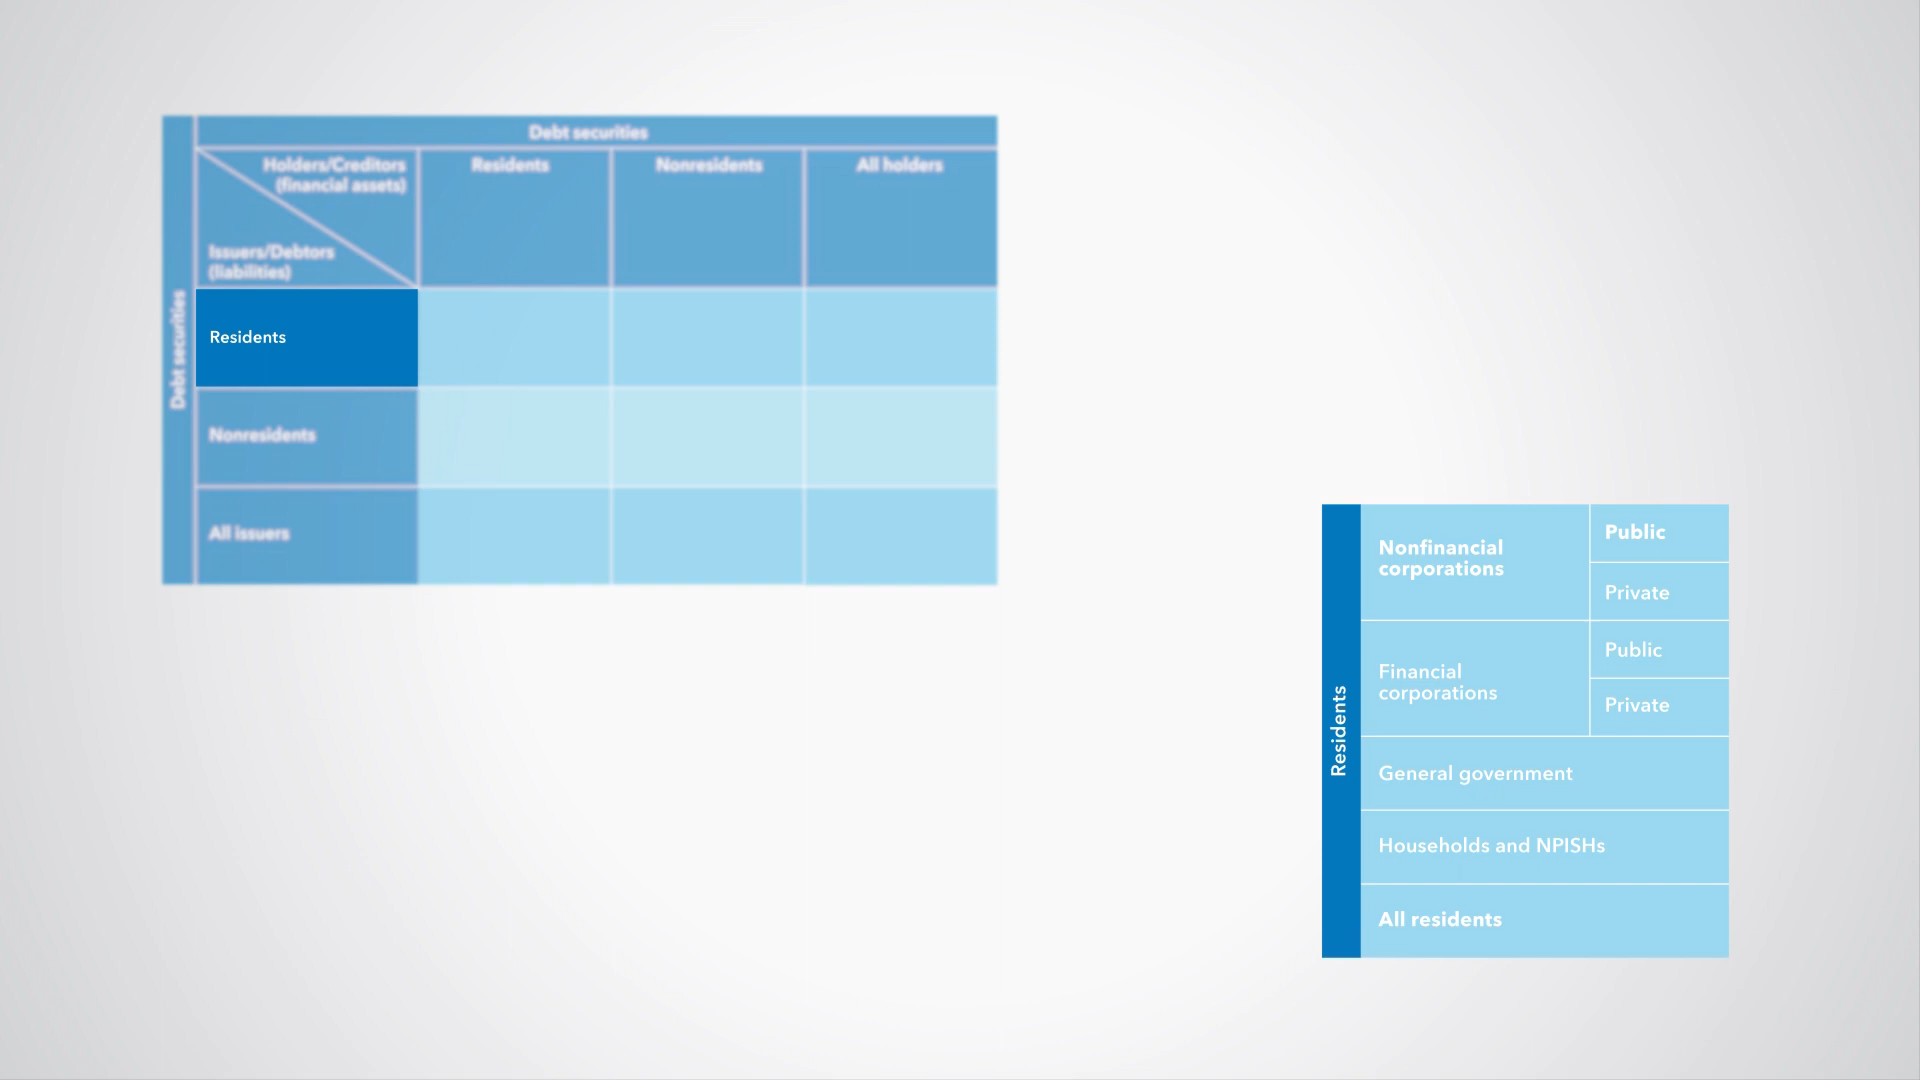 Debt securities
Holders/Creditors
(financial assets)
Residents
Nonresidents
All holders
Issuers/Debtors
(liabilities)
Debt securities
Residents
Nonresidents
All issuers
Residents
Nonfinancial
corporations
Public
Private
Financial
corporations
Public
Private
General government
Households and NPISHs
All residents